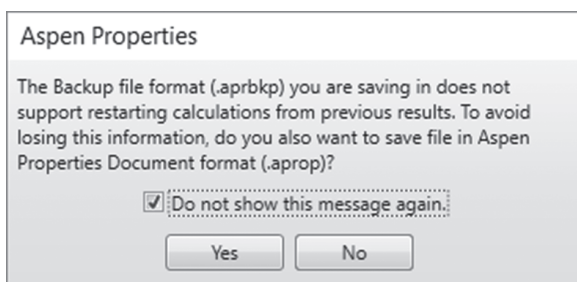 Aspen Properties
The Backup file format (.aprbkp) you are saving in does not
support restarting calculations from previous results. To avoid
losing this information, do you also want to save file in Aspen
Properties Document format (.aprop)?
Do not show this message again.
Yes No